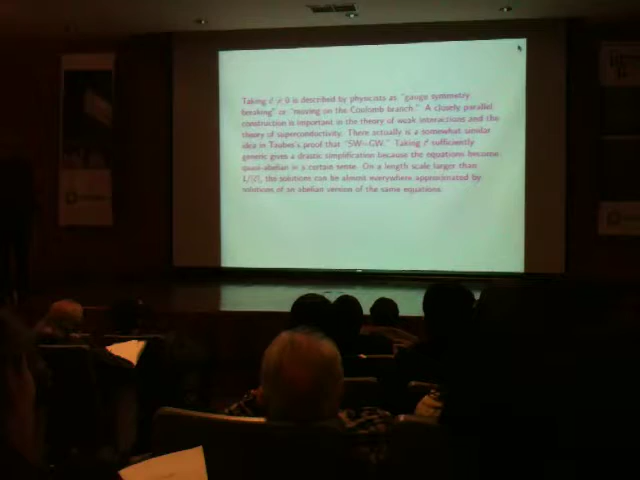 Taking c⃗ ≠ 0 is described by physicists as "gauge symmetry
breaking" or "moving on the Coulomb branch." A closely parallel
construction is important in the theory of weak interactions and the
theory of superconductivity. There actually is a somewhat similar
idea in Taubes's proof that "SW=GW." Taking c⃗ sufficiently
generic gives a drastic simplification because the equations become
quasi-abelian in a certain sense. On a length scale larger than
1/|c⃗|, the solutions can be almost everywhere approximated by
solutions of an abelian version of the same equations.